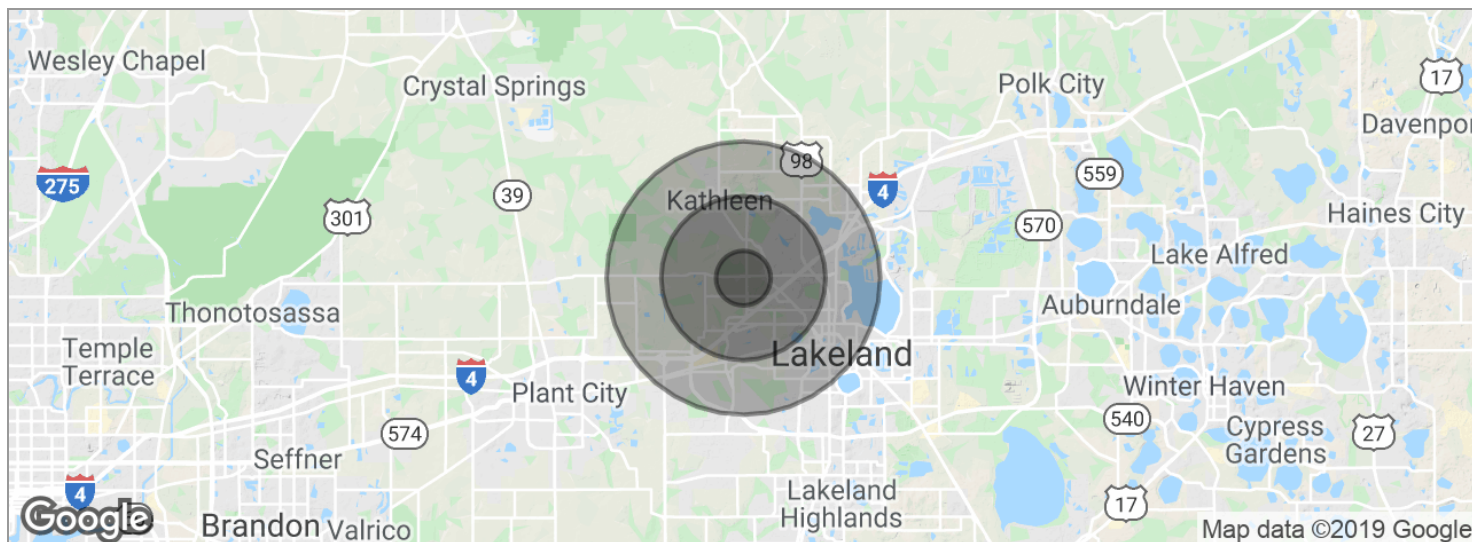 Wesley Chapel
Crystal Springs
Polk City
17
Davenpor
98
275
39
4
559
301
Kathleen
570
Haines City
Lake Alfred
Thonotosassa
Auburndale
Temple
Terrace
Lakeland
4
Plant City
Winter Haven
574
540
Cypress
Gardens
27
Seffner
4
Lakeland
Highlands
17
Google
Brandon
Valrico
Map data ©2019 Google